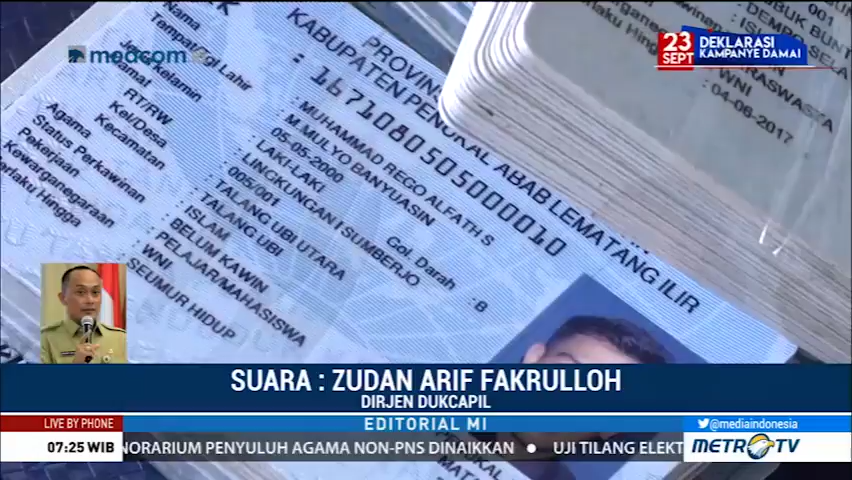 medcom
23 SEPT
DEKLARASI KAMPANYE DAMAI
PROVINS
KABUPATEN PENUKAL ABAB LEMATANG ILIR
: 1671080505000010
Nama
Tempat/Tgl Lahir
Jenis Kelamin
Alamat
RT/RW
Kel/Desa
Kecamatan
Agama
Status Perkawinan
Pekerjaan
Kewarganegaraan
Berlaku Hingga
: MUHAMMAD REGO ALFATH S
: M.MULYO BANYUASIN
05-05-2000
: LAKI-LAKI
Gol. Darah : B
: LINGKUNGAN I SUMBERJO
005/001
: TALANG UBI UTARA
: TALANG UBI
: ISLAM
: BELUM KAWIN
: PELAJAR/MAHASISWA
: WNI
: SEUMUR HIDUP
001
WNI
04-06-2017
SUARA : ZUDAN ARIF FAKRULLOH
DIRJEN DUKCAPIL
LIVE BY PHONE
EDITORIAL MI
@mediaindonesia
07:25 WIB
NORARIUM PENYULUH AGAMA NON-PNS DINAIKKAN • UJI TILANG ELEKT
METRO TV